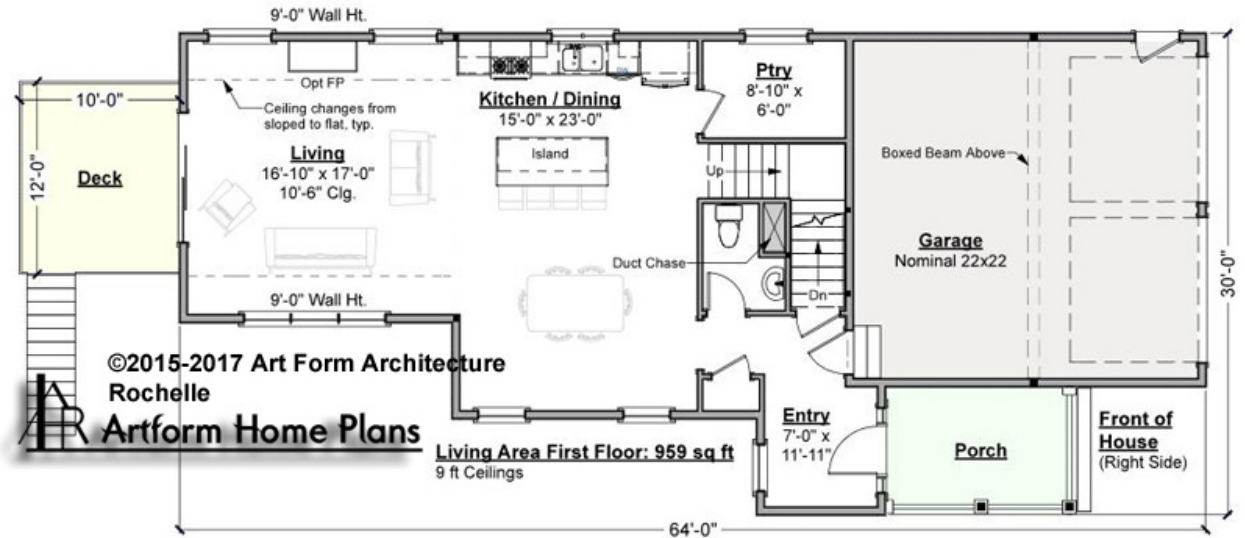 9'-0" Wall Ht.
10'-0"
12'-0"
Deck
Opt FP
Ceiling changes from
sloped to flat, typ.
Living
16'-10" x 17'-0"
10'-6" Clg.
9'-0" Wall Ht.
DW
Kitchen / Dining
15'-0" x 23'-0"
Island
Ptry
8'-10" x
6'-0"
Up
Duct Chase
Dn
Boxed Beam Above
Garage
Nominal 22x22
30'-0"
Entry
7'-0" x
11'-11"
Porch
Front of
House
(Right Side)
©2015-2017 Art Form Architecture
Rochelle
AR
Artform Home Plans
Living Area First Floor: 959 sq ft
9 ft Ceilings
64'-0"